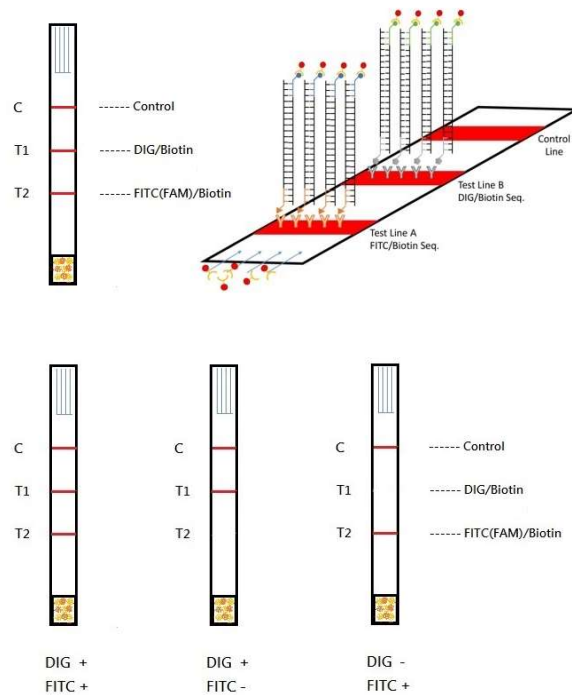 C ------ Control
T1 ------ DIG/Biotin
T2 ------ FITC(FAM)/Biotin
Control
Line
Test Line B
DIG/Biotin Seq.
Test Line A
FITC/Biotin Seq.
C
T1
T2
C
T1
T2
C ------ Control
T1 ------ DIG/Biotin
T2 ------ FITC(FAM)/Biotin
DIG +
FITC +
DIG +
FITC -
DIG -
FITC +